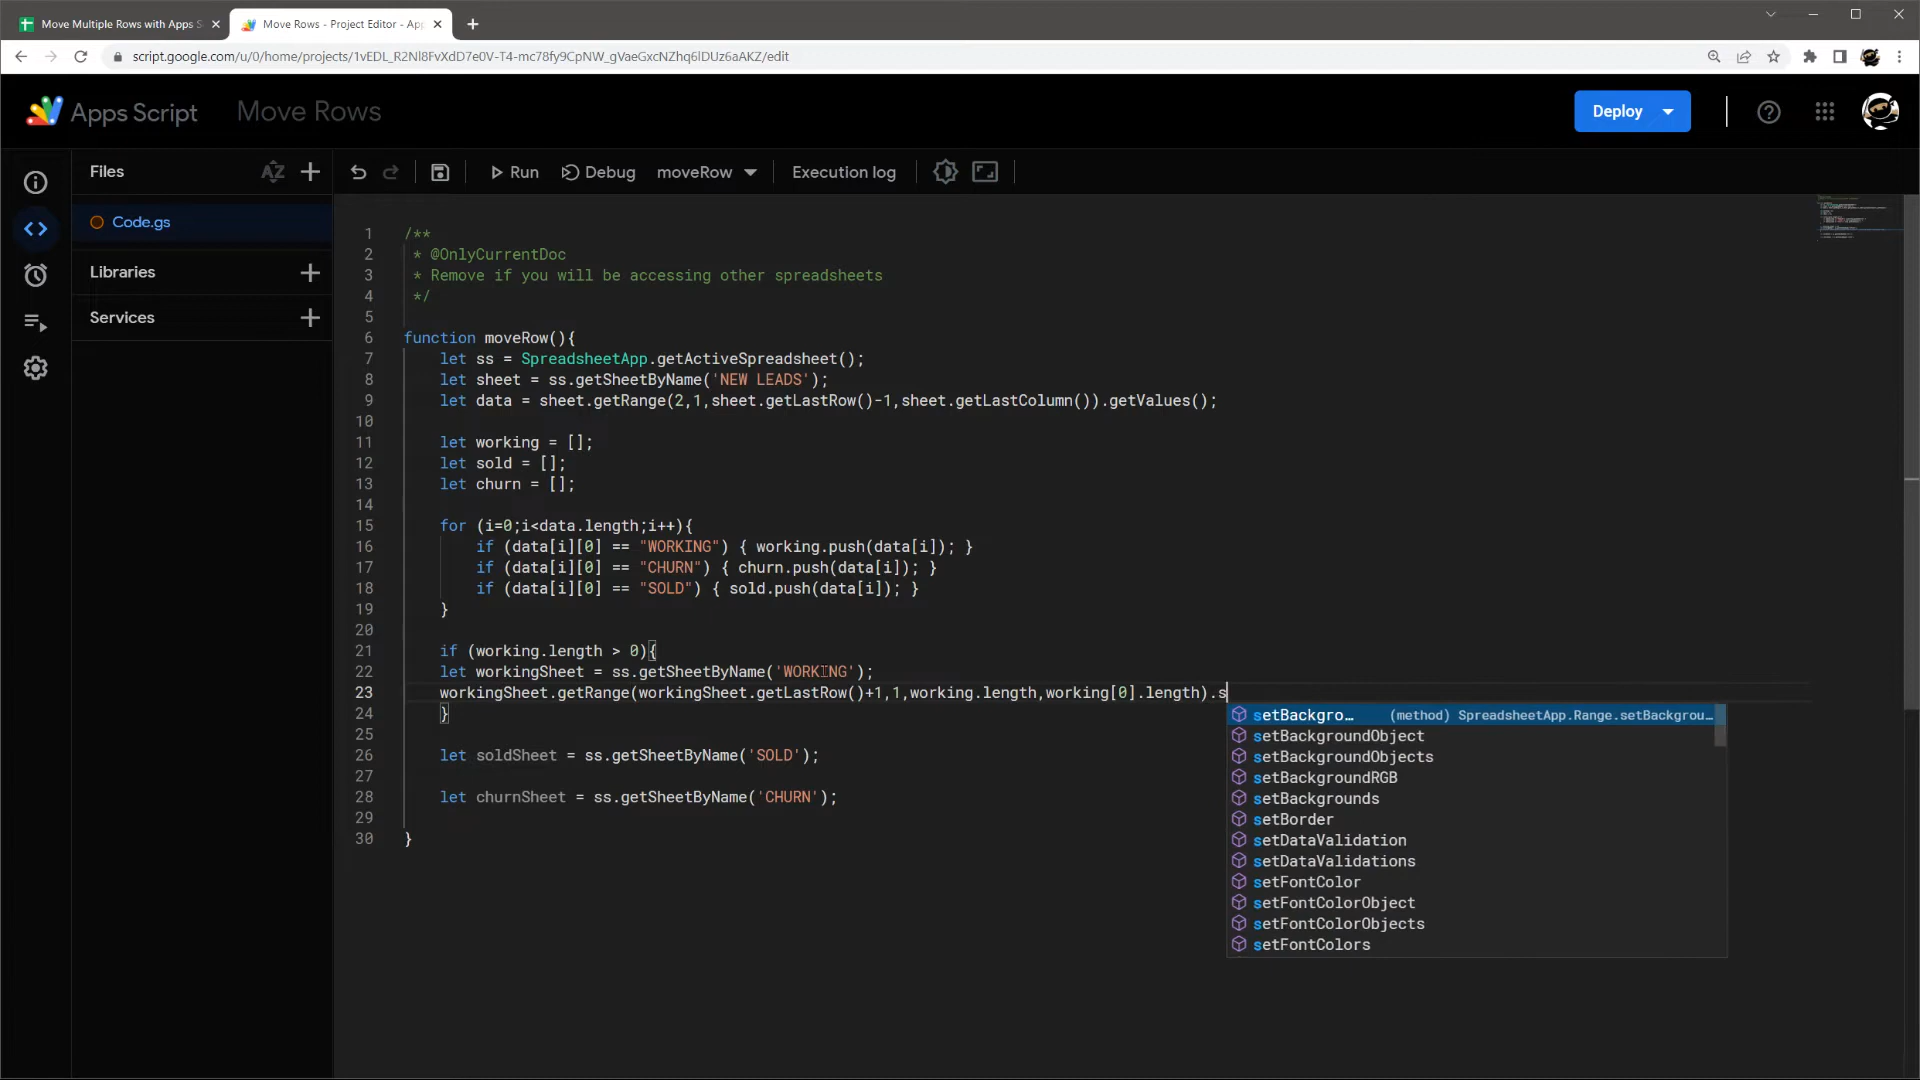 Move Multiple Rows with Apps S
Move Rows - Project Editor - App
script.google.com/u/0/home/projects/1vEDL_R2Nl8FvXdD7e0V-T4-mc78fy9CpNW_gVaeGxcNZhq6lDUz6aAKZ/edit
Apps Script
Move Rows
Deploy
Files
AZ
Run
Debug
moveRow
Execution log
Code.gs
Libraries
Services
1 /**
2 * @OnlyCurrentDoc
3 * Remove if you will be accessing other spreadsheets
4 */
5
6 function moveRow(){
7 let ss = SpreadsheetApp.getActiveSpreadsheet();
8 let sheet = ss.getSheetByName('NEW LEADS');
9 let data = sheet.getRange(2,1,sheet.getLastRow()-1,sheet.getLastColumn()).getValues();
10
11 let working = [];
12 let sold = [];
13 let churn = [];
14
15 for (i=0;i<data.length;i++){
16 if (data[i][0] == "WORKING") { working.push(data[i]); }
17 if (data[i][0] == "CHURN") { churn.push(data[i]); }
18 if (data[i][0] == "SOLD") { sold.push(data[i]); }
19 }
20
21 if (working.length > 0){
22 let workingSheet = ss.getSheetByName('WORKING');
23 workingSheet.getRange(workingSheet.getLastRow()+1,1,working.length,working[0].length).s
24 }
25
26 let soldSheet = ss.getSheetByName('SOLD');
27
28 let churnSheet = ss.getSheetByName('CHURN');
29
30 }
setBackgro… (method) SpreadsheetApp.Range.setBackgrou…
setBackgroundObject
setBackgroundObjects
setBackgroundRGB
setBackgrounds
setBorder
setDataValidation
setDataValidations
setFontColor
setFontColorObject
setFontColorObjects
setFontColors